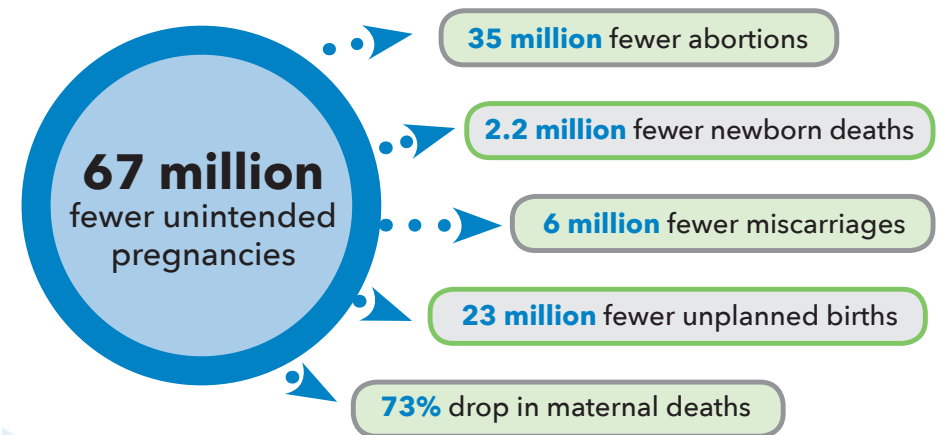 67 million
fewer unintended
pregnancies
35 million fewer abortions
2.2 million fewer newborn deaths
6 million fewer miscarriages
23 million fewer unplanned births
73% drop in maternal deaths